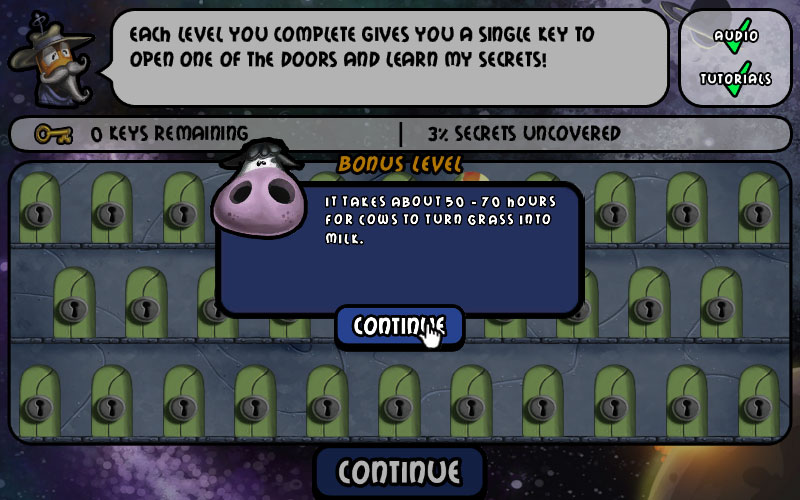 EACH LEVEL YOU COMPLETE GIVES YOU A SINGLE KEY TO
OPEN ONE OF THE DOORS AND LEARN MY SECRETS!
AUDIO
TUTORIALS
0 KEYS REMAINING
3% SECRETS UNCOVERED
BONUS LEVEL
IT TAKES ABOUT 50 - 70 HOURS
FOR COWS TO TURN GRASS INTO
MILK.
CONTINUE
CONTINUE